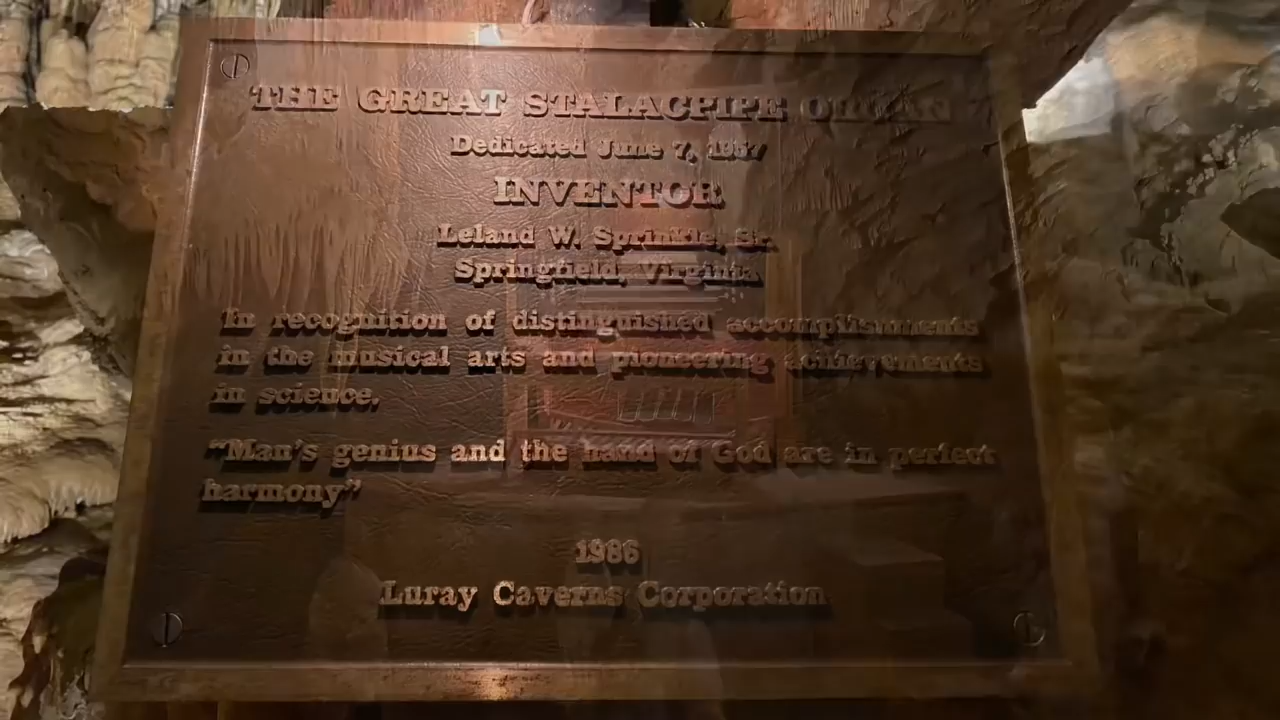 THE GREAT STALACPIPE ORGAN
Dedicated June 7, 1957
INVENTOR
Leland W. Sprinkle, Sr.
Springfield, Virginia
In recognition of distinguished accomplishments
in the musical arts and pioneering achievements
in science.
“Man's genius and the hand of God are in perfect
harmony”
1986
Luray Caverns Corporation